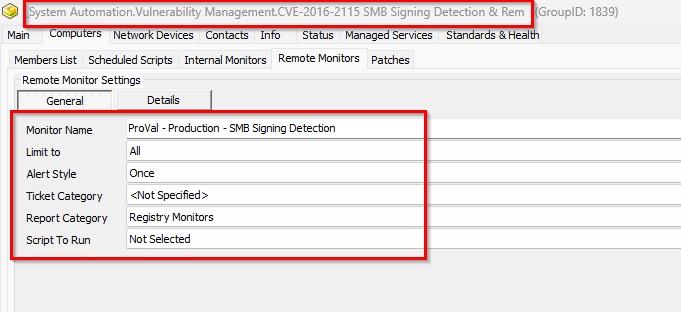 System Automation.Vulnerability Management.CVE-2016-2115 SMB Signing Detection & Rem (GroupID: 1839)
Main Computers Network Devices Contacts Info Status Managed Services Standards & Health
Members List Scheduled Scripts Internal Monitors Remote Monitors Patches
Remote Monitor Settings
General Details
Monitor Name ProVal - Production - SMB Signing Detection
Limit to All
Alert Style Once
Ticket Category <Not Specified>
Report Category Registry Monitors
Script To Run Not Selected